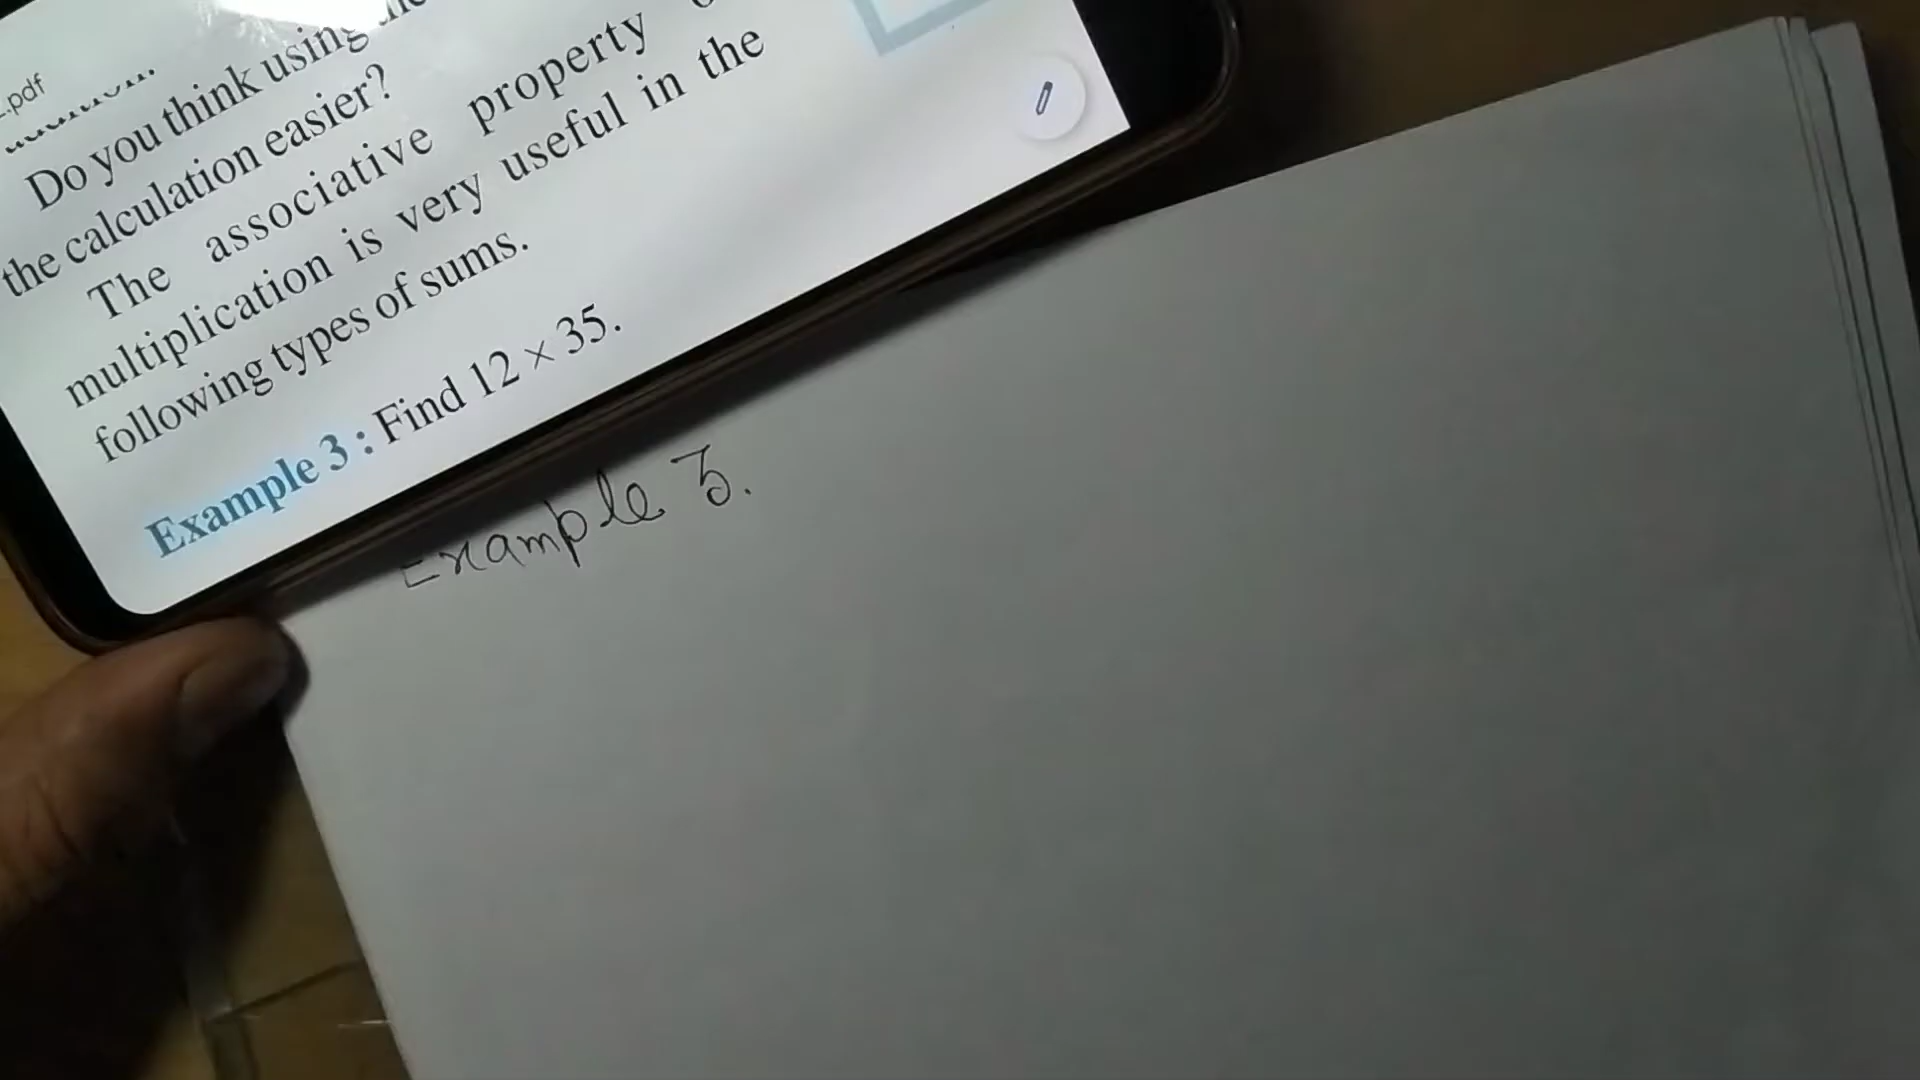 .pdf
Do you think using
the calculation easier?
The associative property
multiplication is very useful in the
following types of sums.
Example 3 : Find 12 × 35.
Example 3.